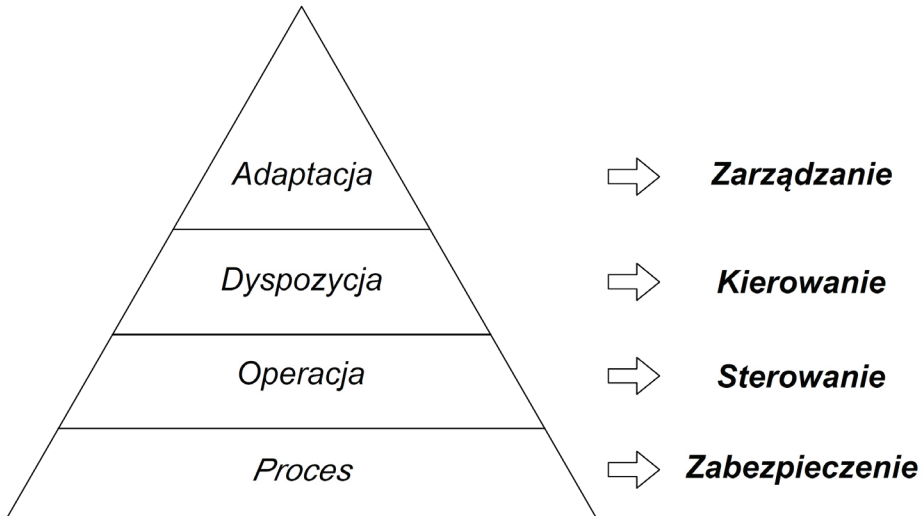 Adaptacja Zarządzanie
Dyspozycja Kierowanie
Operacja Sterowanie
Proces Zabezpieczenie